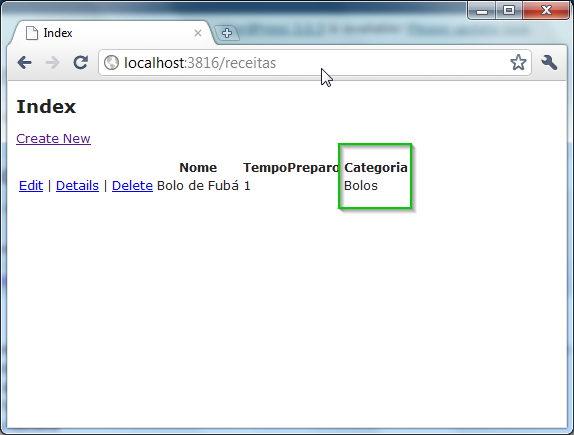 Index
localhost:3816/receitas
Index
Create New
Nome TempoPreparo Categoria
Edit | Details | Delete Bolo de Fubá 1 Bolos